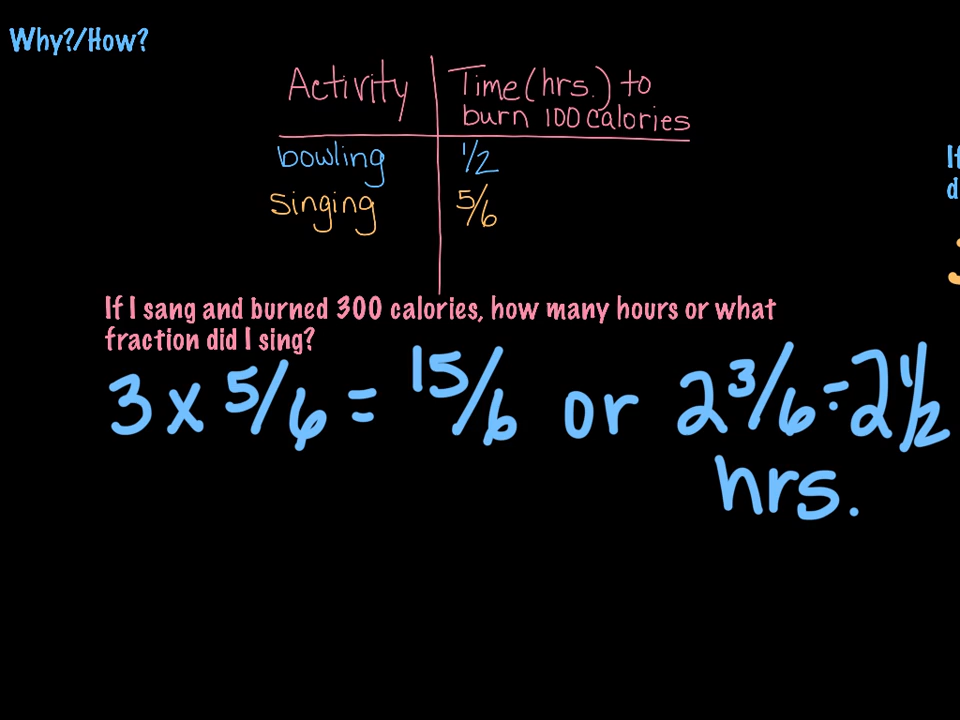 Why?/How?
Activity Time (hrs.) to
burn 100 calories
bowling 1/2
singing 5/6
If I sang and burned 300 calories, how many hours or what
fraction did I sing?
3 x 5/6 = 15/6 or 2 3/6 = 2 1/2
hrs.